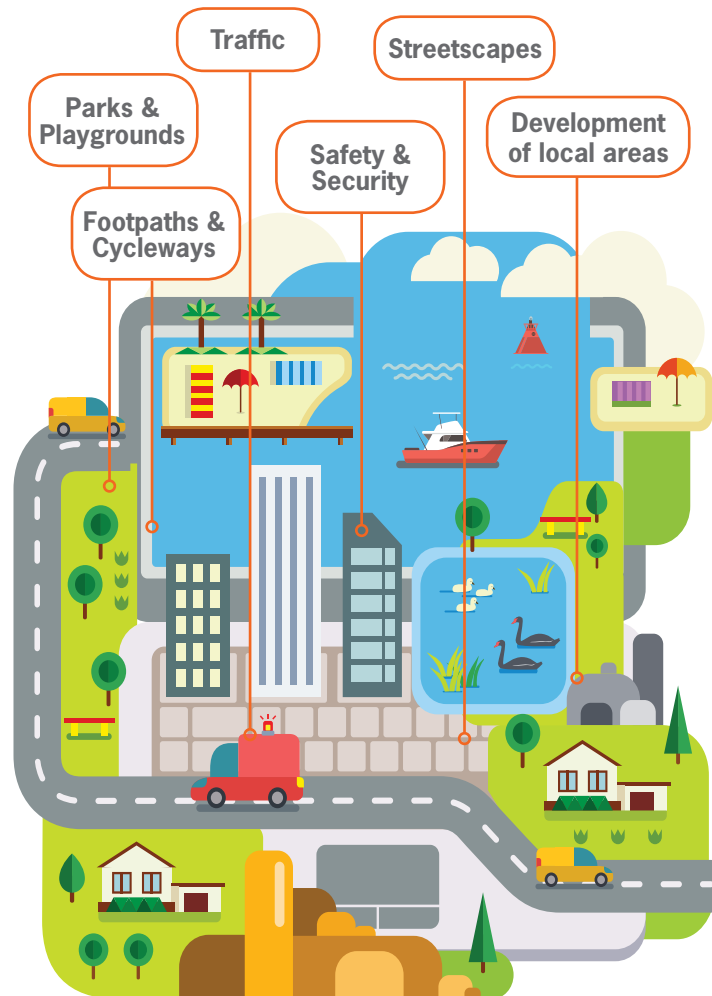 Traffic
Streetscapes
Parks &
Playgrounds
Development
of local areas
Safety &
Security
Footpaths &
Cycleways